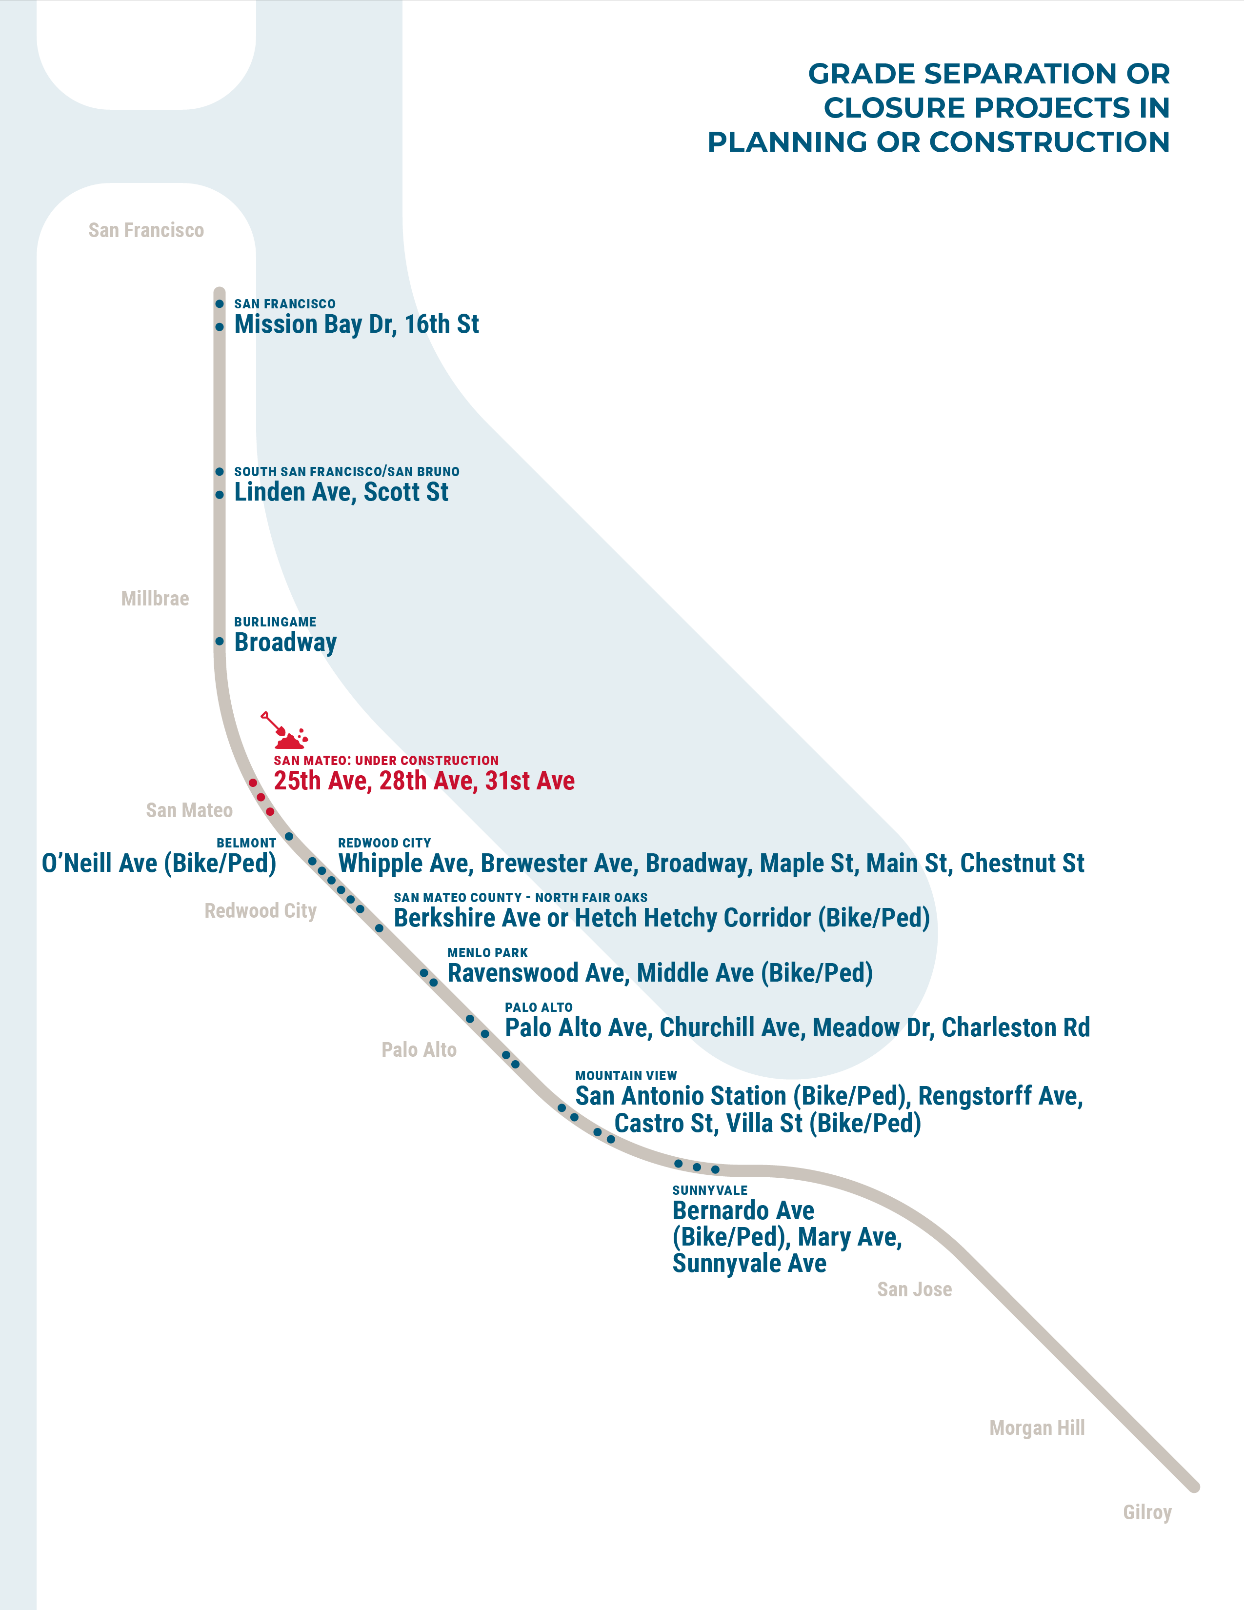 GRADE SEPARATION OR
CLOSURE PROJECTS IN
PLANNING OR CONSTRUCTION
San Francisco
SAN FRANCISCO
Mission Bay Dr, 16th St
SOUTH SAN FRANCISCO/SAN BRUNO
Linden Ave, Scott St
Millbrae
BURLINGAME
Broadway
SAN MATEO: UNDER CONSTRUCTION
25th Ave, 28th Ave, 31st Ave
San Mateo
BELMONT
O’Neill Ave (Bike/Ped)
REDWOOD CITY
Whipple Ave, Brewester Ave, Broadway, Maple St, Main St, Chestnut St
Redwood City
SAN MATEO COUNTY - NORTH FAIR OAKS
Berkshire Ave or Hetch Hetchy Corridor (Bike/Ped)
MENLO PARK
Ravenswood Ave, Middle Ave (Bike/Ped)
PALO ALTO
Palo Alto Ave, Churchill Ave, Meadow Dr, Charleston Rd
Palo Alto
MOUNTAIN VIEW
San Antonio Station (Bike/Ped), Rengstorff Ave,
Castro St, Villa St (Bike/Ped)
SUNNYVALE
Bernardo Ave
(Bike/Ped), Mary Ave,
Sunnyvale Ave
San Jose
Morgan Hill
Gilroy